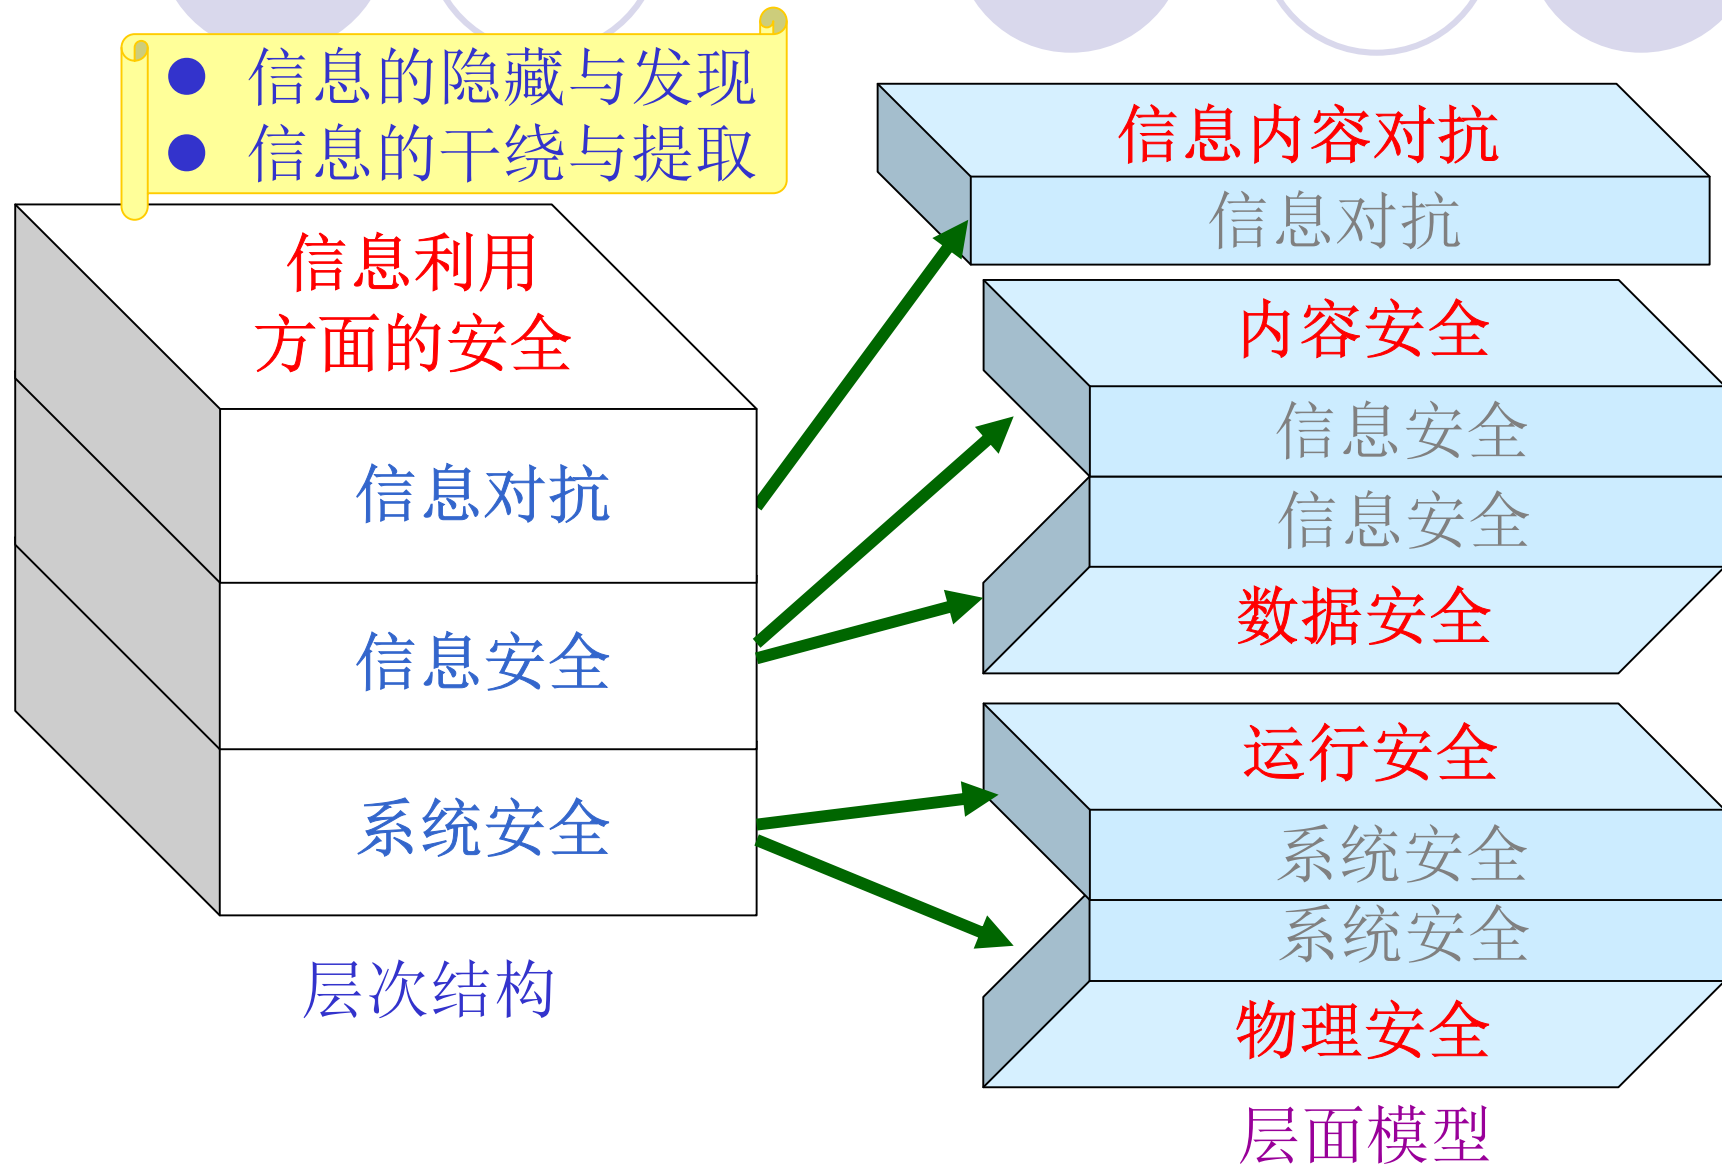 ● 信息的隐藏与发现
● 信息的干绕与提取
信息利用
方面的安全
信息对抗
信息安全
系统安全
层次结构
信息内容对抗
信息对抗
内容安全
信息安全
信息安全
数据安全
运行安全
系统安全
系统安全
物理安全
层面模型